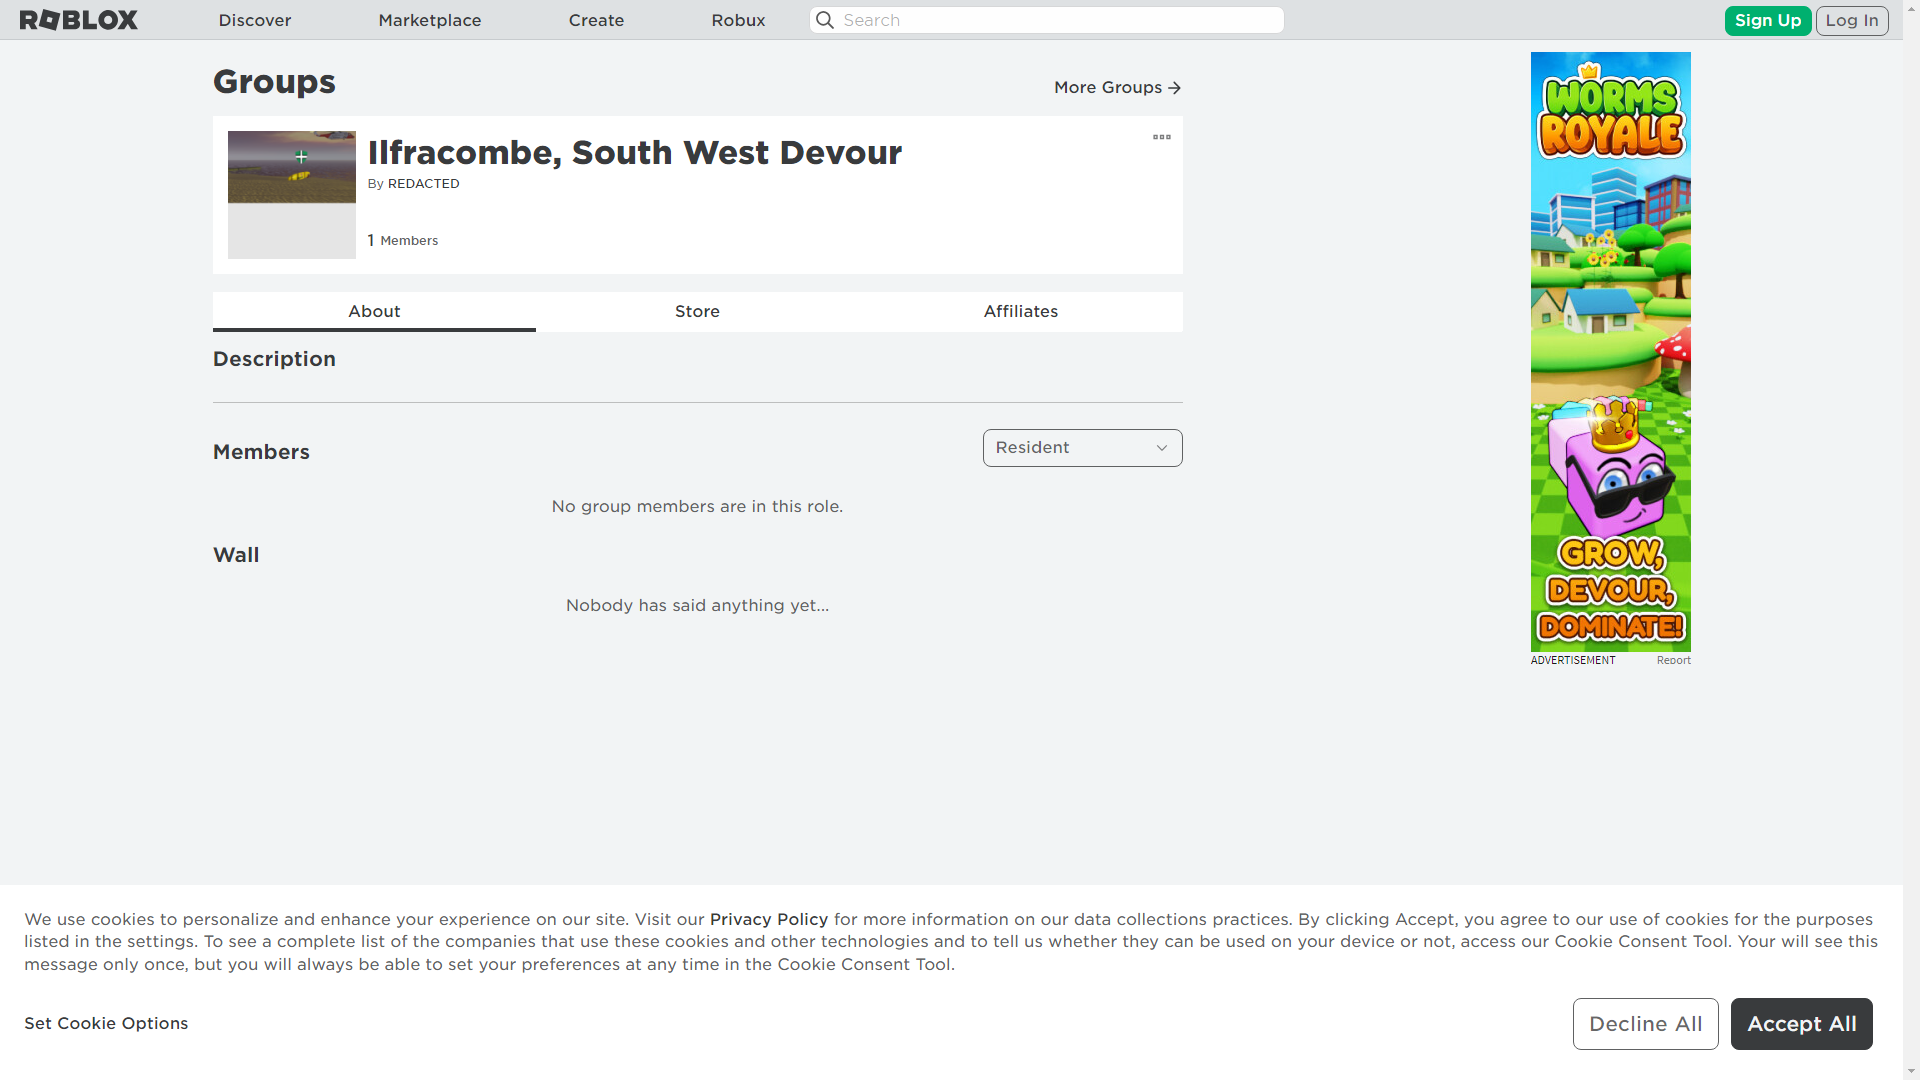 ROBLOX Discover Marketplace Create Robux Search Sign Up Log In
Groups
More Groups
Ilfracombe, South West Devour
By REDACTED
1 Members
About Store Affiliates
Description
Members
Resident
No group members are in this role.
Wall
Nobody has said anything yet...
WORMS
ROYALE
GROW,
DEVOUR,
DOMINATE!
ADVERTISEMENT Report
We use cookies to personalize and enhance your experience on our site. Visit our Privacy Policy for more information on our data collections practices. By clicking Accept, you agree to our use of cookies for the purposes
listed in the settings. To see a complete list of the companies that use these cookies and other technologies and to tell us whether they can be used on your device or not, access our Cookie Consent Tool. Your will see this
message only once, but you will always be able to set your preferences at any time in the Cookie Consent Tool.
Set Cookie Options
Decline All Accept All